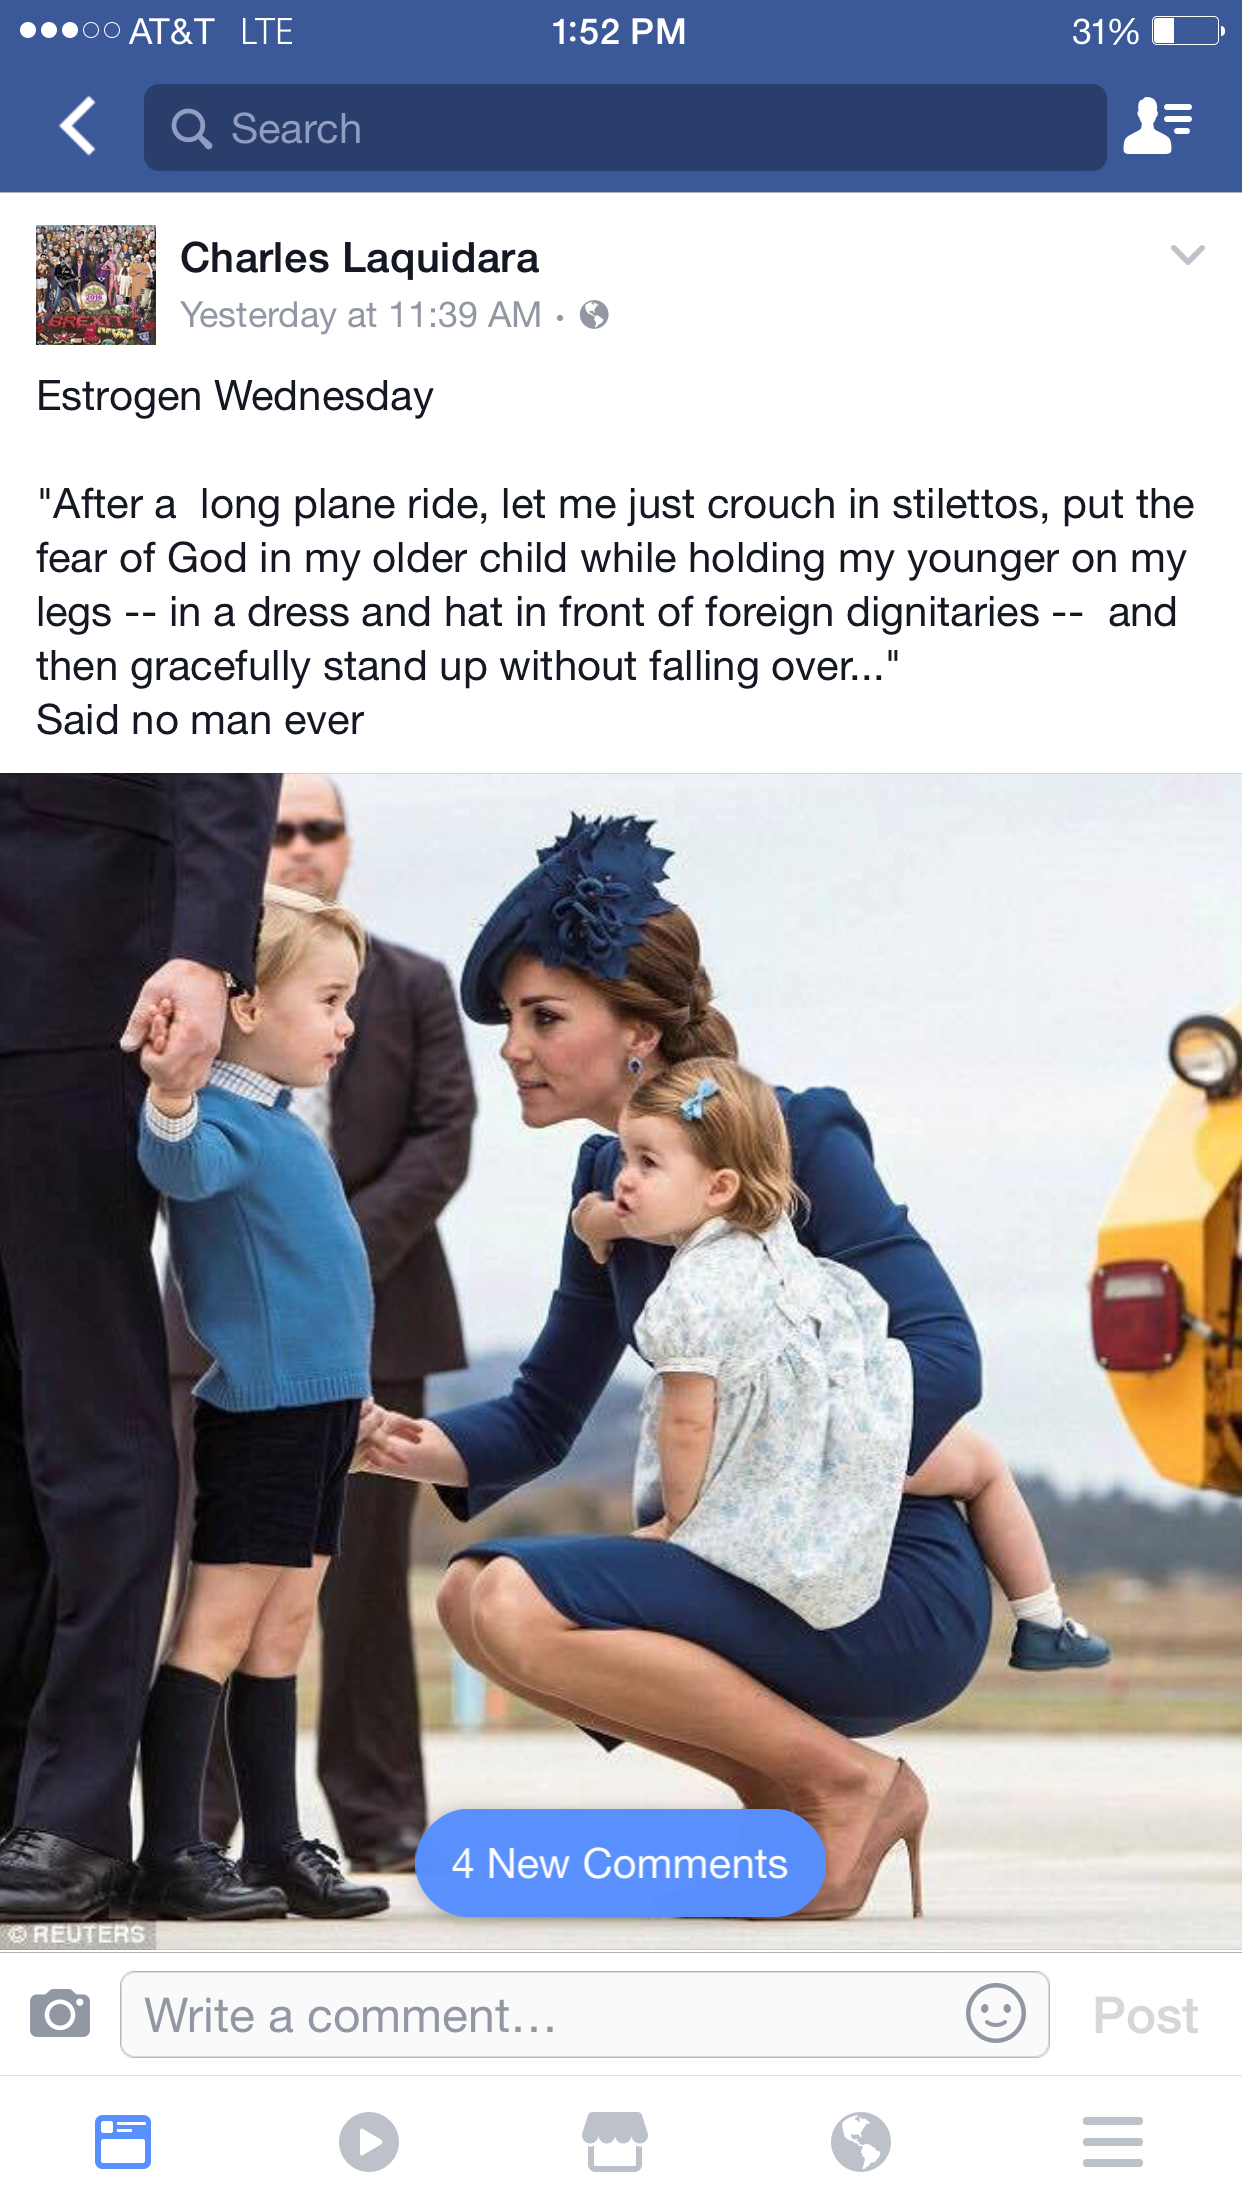 AT&T LTE 1:52 PM 31%
Search
Charles Laquidara
Yesterday at 11:39 AM ·
Estrogen Wednesday
"After a  long plane ride, let me just crouch in stilettos, put the
fear of God in my older child while holding my younger on my
legs -- in a dress and hat in front of foreign dignitaries --  and
then gracefully stand up without falling over..."
Said no man ever
4 New Comments
© REUTERS
Write a comment...
Post